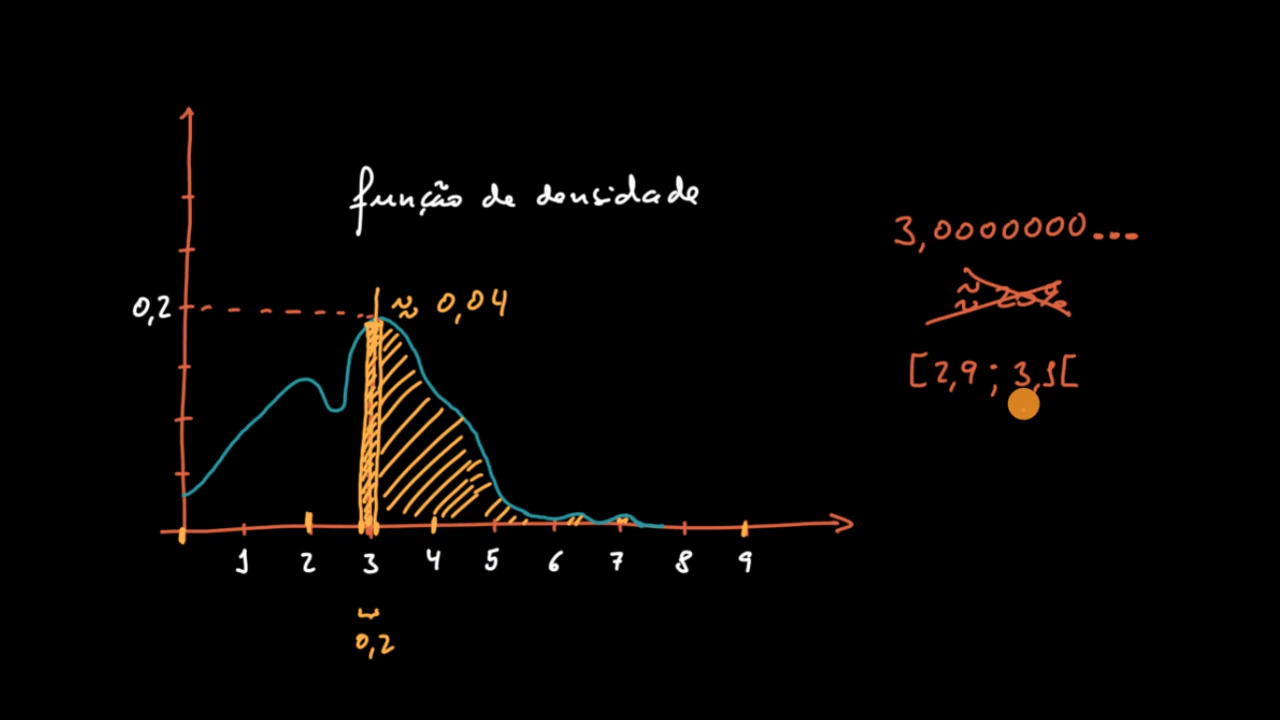 função de densidade
3,0000000...
≈ 20%
0,2
≈ 0,04
[2,9 ; 3,1[
1 2 3 4 5 6 7 8 9
0,2